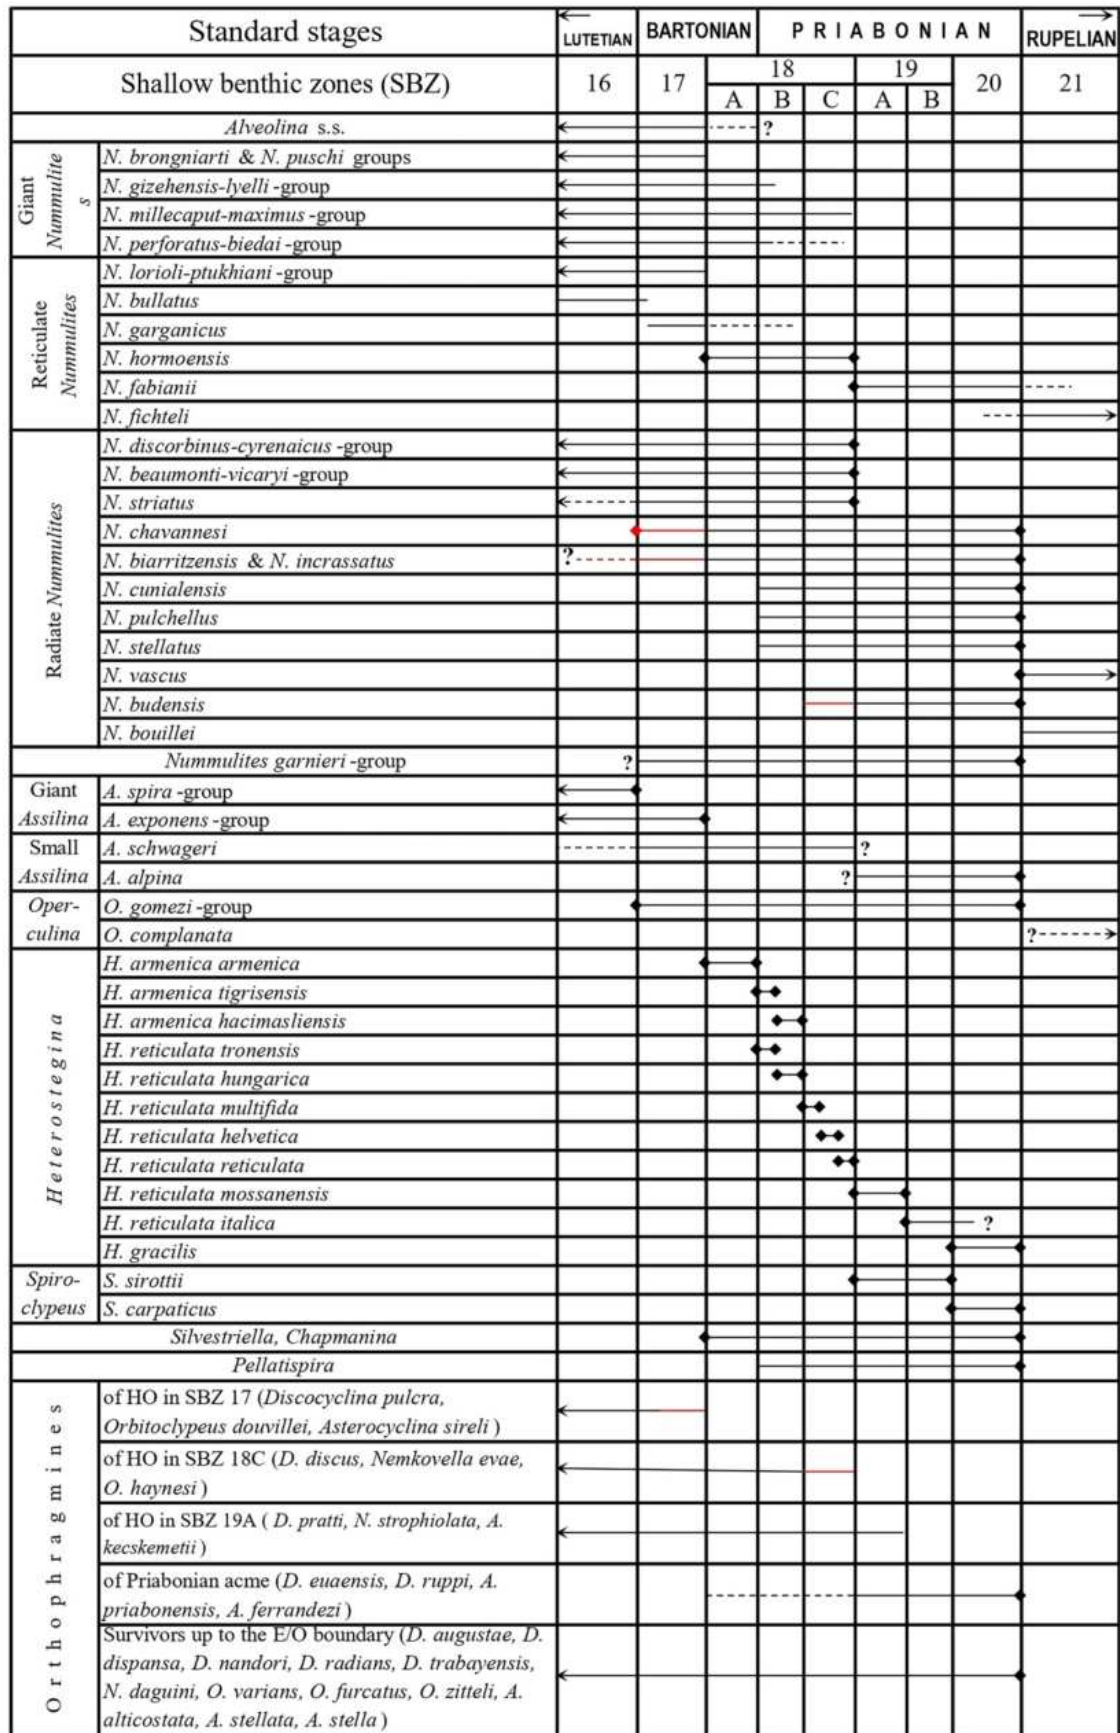 Standard stages
LUTETIAN
BARTONIAN
PRIABONIAN
RUPELIAN
Shallow benthic zones (SBZ)
16
17
18
19
20
21
A
B
C
A
B
Alveolina s.s.
?
Giant
Nummulite
s
N. brongniarti & N. puschi groups
N. gizehensis-lyelli -group
N. millecaput-maximus -group
N. perforatus-biedai -group
Reticulate
Nummulites
N. lorioli-ptukhiani -group
N. bullatus
N. garganicus
N. hormoensis
N. fabianii
N. fichteli
Radiate Nummulites
N. discorbinus-cyrenaicus -group
N. beaumonti-vicaryi -group
N. striatus
N. chavannesi
N. biarritzensis & N. incrassatus
?
N. cunialensis
N. pulchellus
N. stellatus
N. vascus
N. budensis
N. bouillei
Nummulites garnieri -group
?
Giant
Assilina
A. spira -group
A. exponens -group
Small
Assilina
A. schwageri
?
A. alpina
?
Oper-
culina
O. gomezi -group
O. complanata
?
Heterostegina
H. armenica armenica
H. armenica tigrisensis
H. armenica hacimasliensis
H. reticulata tronensis
H. reticulata hungarica
H. reticulata multifida
H. reticulata helvetica
H. reticulata reticulata
H. reticulata mossanensis
H. reticulata italica
?
H. gracilis
Spiro-
clypeus
S. sirottii
S. carpaticus
Silvestriella, Chapmanina
Pellatispira
Orthophragmines
of HO in SBZ 17 (Discocyclina pulcra,
Orbitoclypeus douvillei, Asterocyclina sireli )
of HO in SBZ 18C (D. discus, Nemkovella evae,
O. haynesi )
of HO in SBZ 19A ( D. pratti, N. strophiolata, A.
kecskemetii )
of Priabonian acme (D. euaensis, D. ruppi, A.
priabonensis, A. ferrandezi )
Survivors up to the E/O boundary (D. augustae, D.
dispansa, D. nandori, D. radians, D. trabayensis,
N. daguini, O. varians, O. furcatus, O. zitteli, A.
alticostata, A. stellata, A. stella )